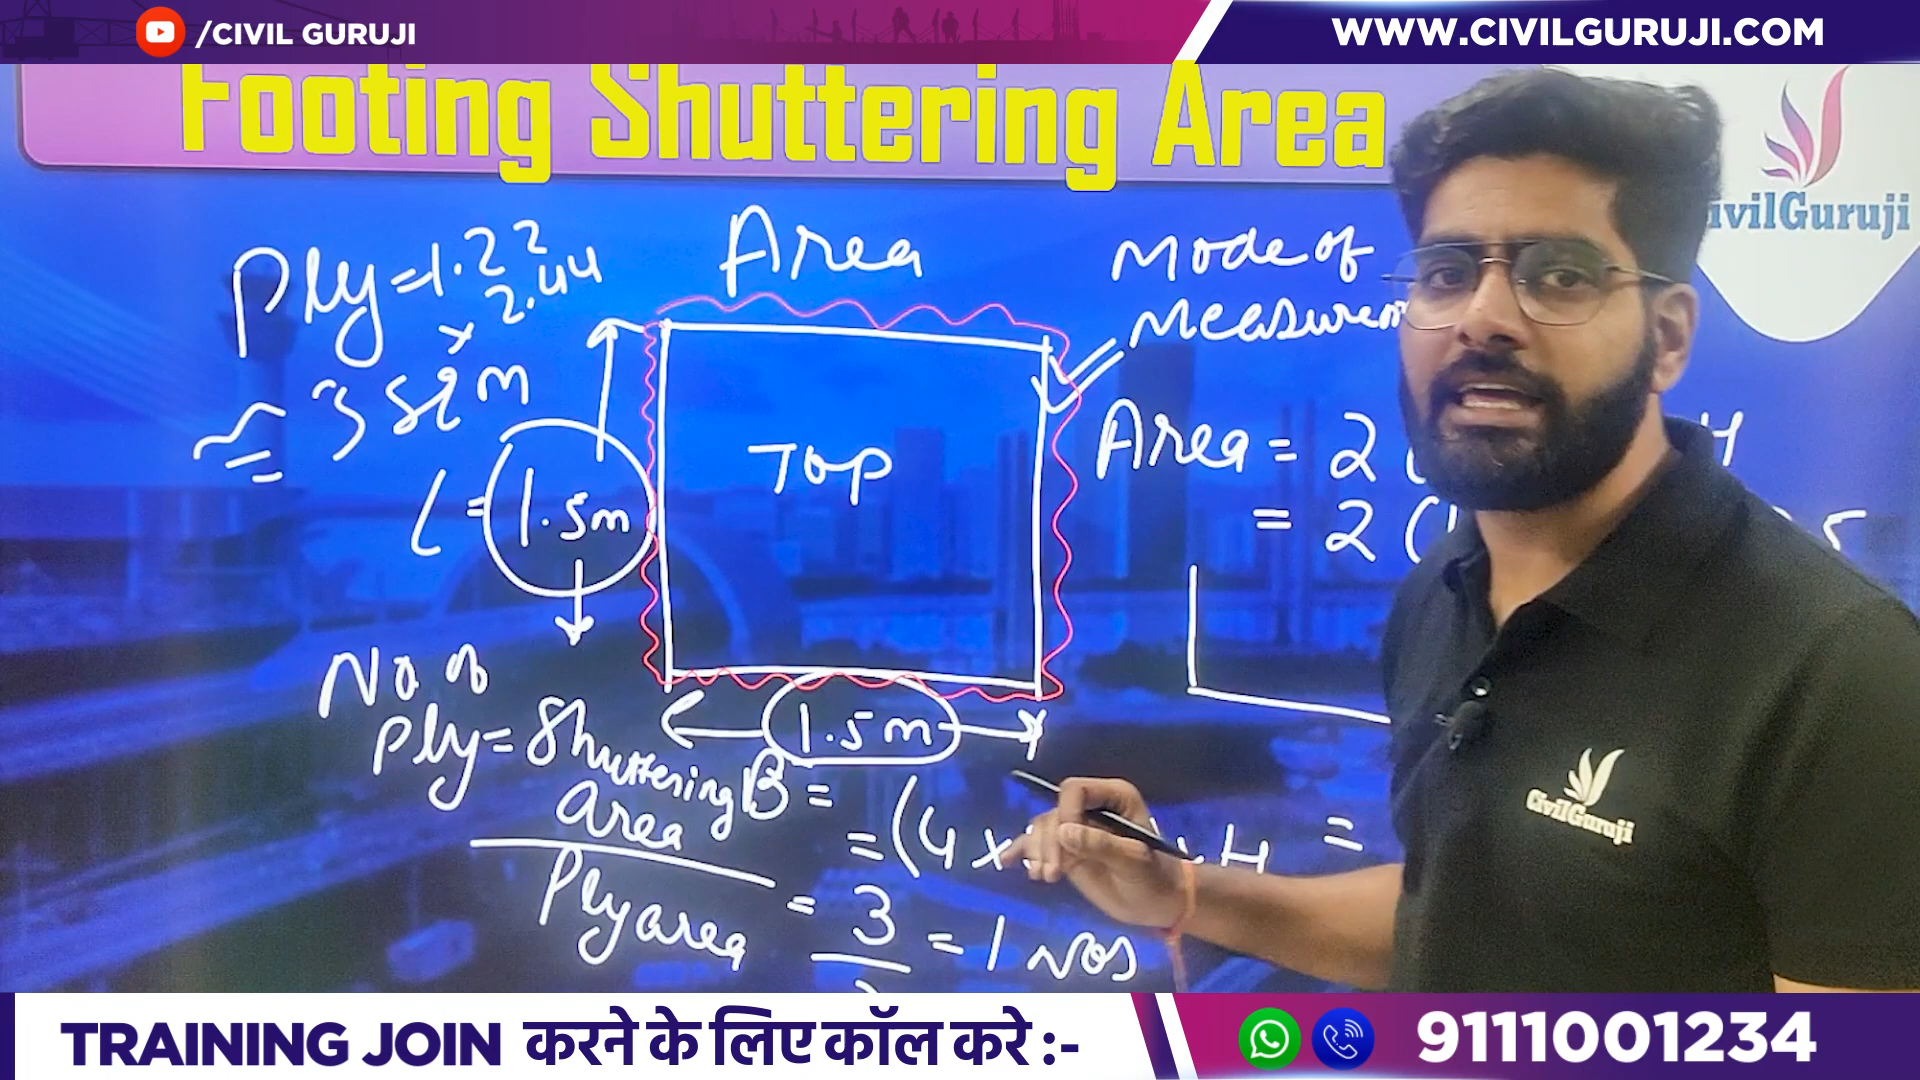 /CIVIL GURUJI
WWW.CIVILGURUJI.COM
Footing Shuttering Area
ivilGuruji
Ply=1.22
x 2.44
≅ 3 sqm
Area
Mode of
Measurem
TOP
L= 1.5m
Area = 2 (
= 2 (1
No. of
Ply= Shuttering
area
Ply area
B = 1.5m
= (4 x
x H =
= 3
= 1 Nos
CivilGuruji
TRAINING JOIN करने के लिए कॉल करे :-
9111001234